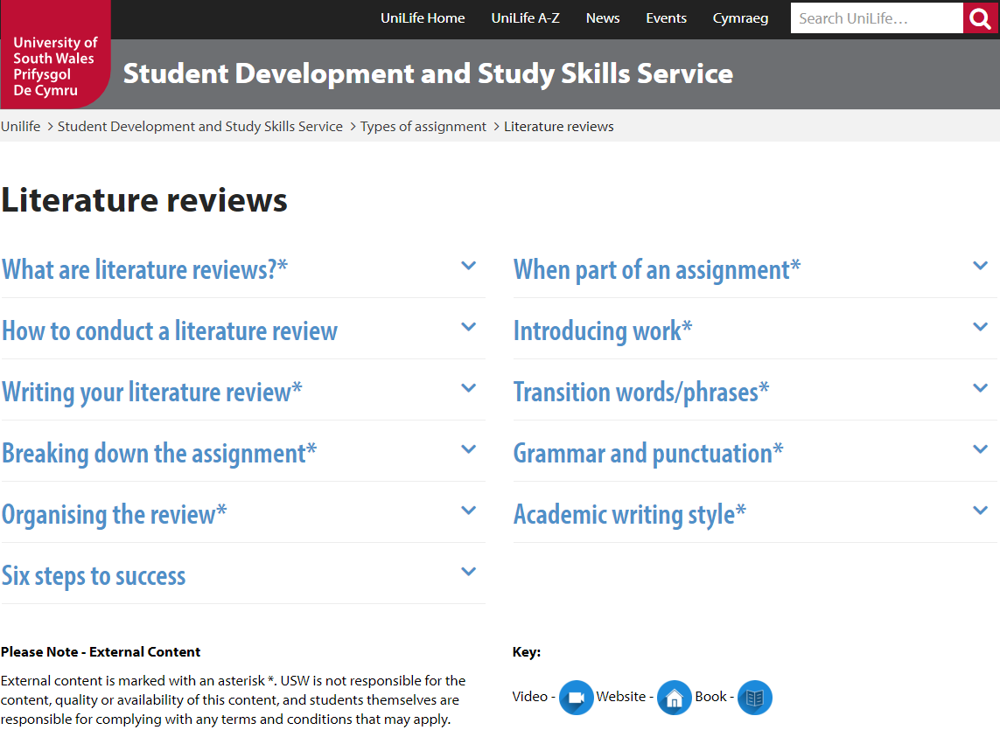 UniLife Home UniLife A-Z News Events Cymraeg Search UniLife...
University of
South Wales
Prifysgol
De Cymru
Student Development and Study Skills Service
Unilife > Student Development and Study Skills Service > Types of assignment > Literature reviews
Literature reviews
What are literature reviews?*
How to conduct a literature review
Writing your literature review*
Breaking down the assignment*
Organising the review*
Six steps to success
When part of an assignment*
Introducing work*
Transition words/phrases*
Grammar and punctuation*
Academic writing style*
Please Note - External Content
External content is marked with an asterisk *. USW is not responsible for the
content, quality or availability of this content, and students themselves are
responsible for complying with any terms and conditions that may apply.
Key:
Video - Website - Book -